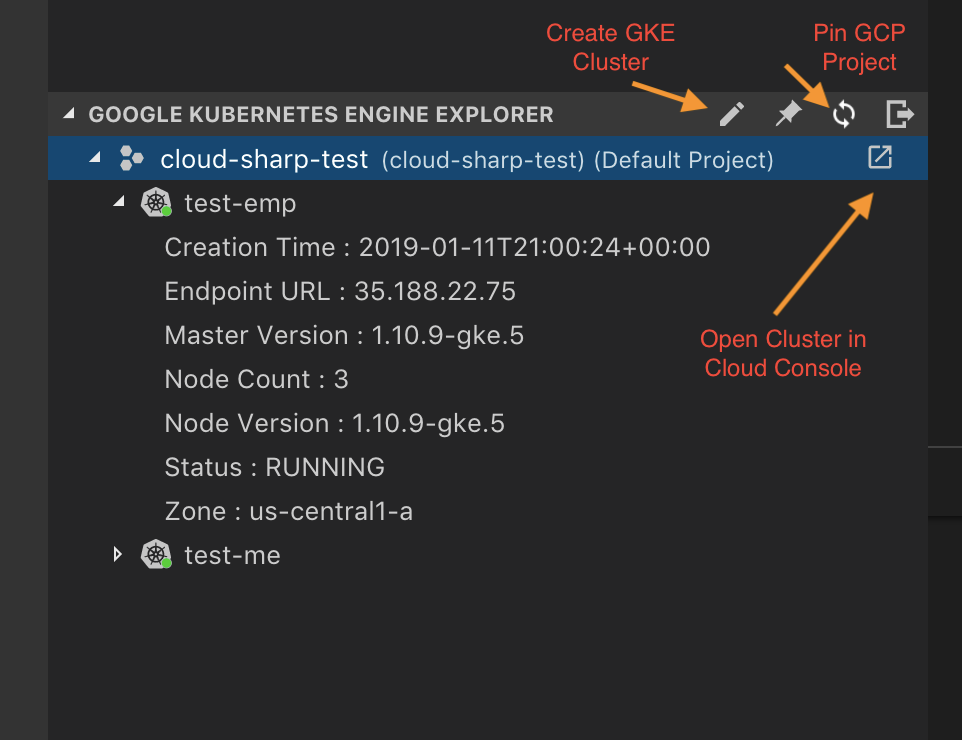 Create GKE
Cluster
Pin GCP
Project
GOOGLE KUBERNETES ENGINE EXPLORER
cloud-sharp-test (cloud-sharp-test) (Default Project)
test-emp
Creation Time : 2019-01-11T21:00:24+00:00
Endpoint URL : 35.188.22.75
Master Version : 1.10.9-gke.5
Node Count : 3
Node Version : 1.10.9-gke.5
Status : RUNNING
Zone : us-central1-a
test-me
Open Cluster in
Cloud Console